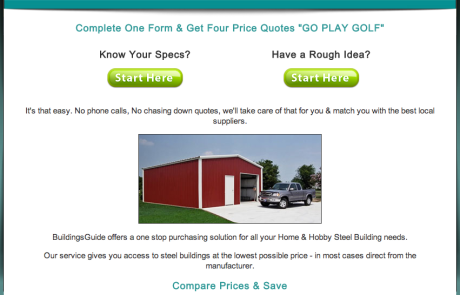 Complete One Form & Get Four Price Quotes "GO PLAY GOLF"
Know Your Specs?
Have a Rough Idea?
Start Here
Start Here
It's that easy. No phone calls, No chasing down quotes, we'll take care of that for you & match you with the best local
suppliers.
BuildingsGuide offers a one stop purchasing solution for all your Home & Hobby Steel Building needs.
Our service gives you access to steel buildings at the lowest possible price - in most cases direct from the
manufacturer.
Compare Prices & Save